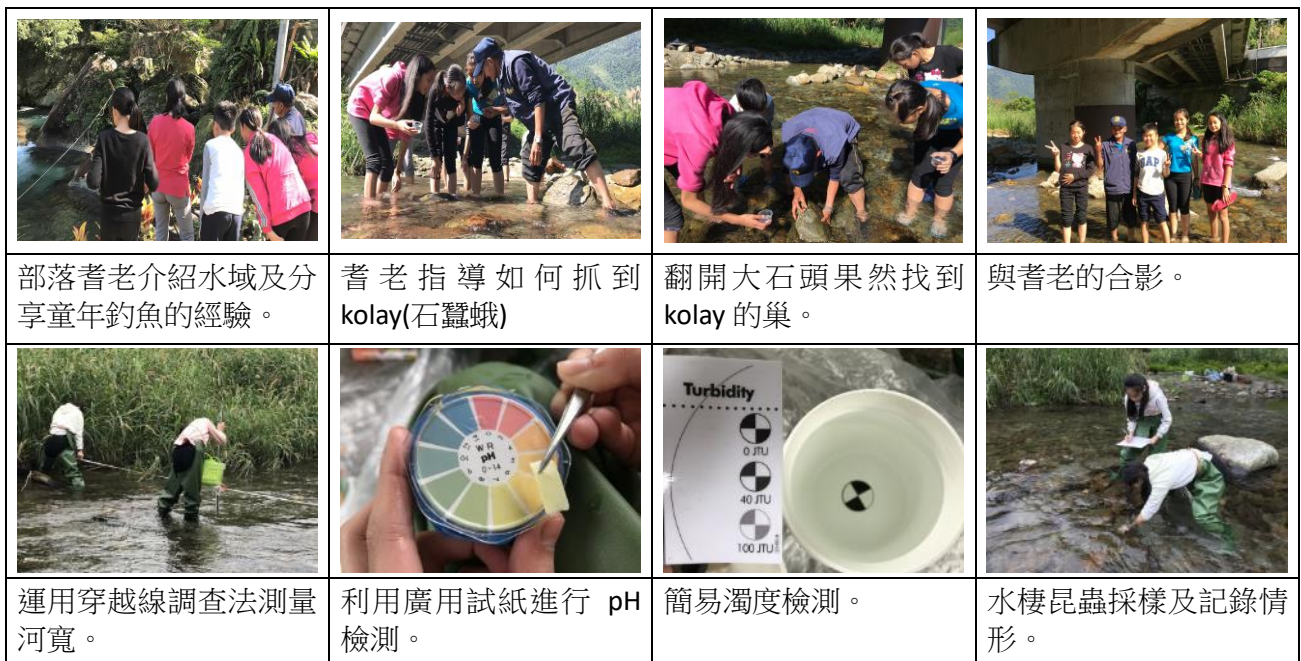 部落耆老介紹水域及分
享童年釣魚的經驗。
耆老指導如何抓到
kolay(石蠶蛾)
翻開大石頭果然找到
kolay 的巢。
與耆老的合影。
WR
pH
0-14
Turbidity
0 JTU
40 JTU
100 JTU
運用穿越線調查法測量
河寬。
利用廣用試紙進行 pH
檢測。
簡易濁度檢測。
水棲昆蟲採樣及記錄情
形。